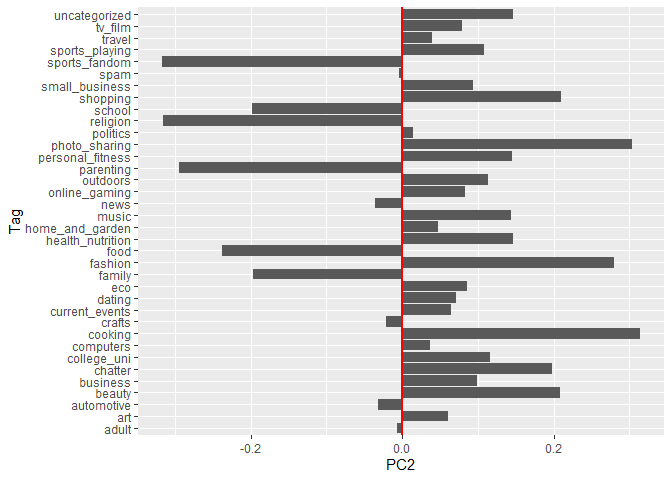 uncategorized
tv_film
travel
sports_playing
sports_fandom
spam
small_business
shopping
school
religion
politics
photo_sharing
personal_fitness
parenting
outdoors
online_gaming
news
music
home_and_garden
health_nutrition
food
fashion
family
eco
dating
current_events
crafts
cooking
computers
college_uni
chatter
business
beauty
automotive
art
adult
Tag
-0.2 0.0 0.2
PC2